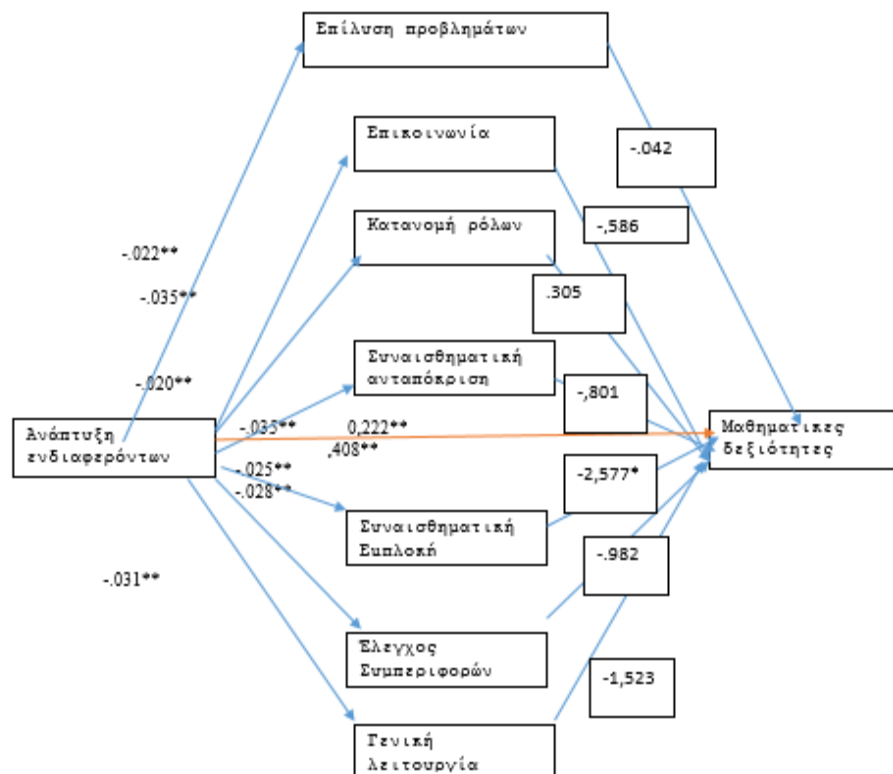 Επίλυση προβλημάτων
-.042
Επικοινωνία
-,586
Κατανομή ρόλων
-.022**
-.035**
.305
Συναισθηματική
ανταπόκριση
-.020**
-,801
Ανάπτυξη
ενδιαφερόντων
-.035**
0,222**
,408**
Μαθηματικες
δεξιότητες
-.025**
-.028**
-2,577*
Συναισθηματική
Εμπλοκή
-.982
-.031**
Έλεγχος
Συμπεριφορών
-1,523
Γενική
λειτουργία